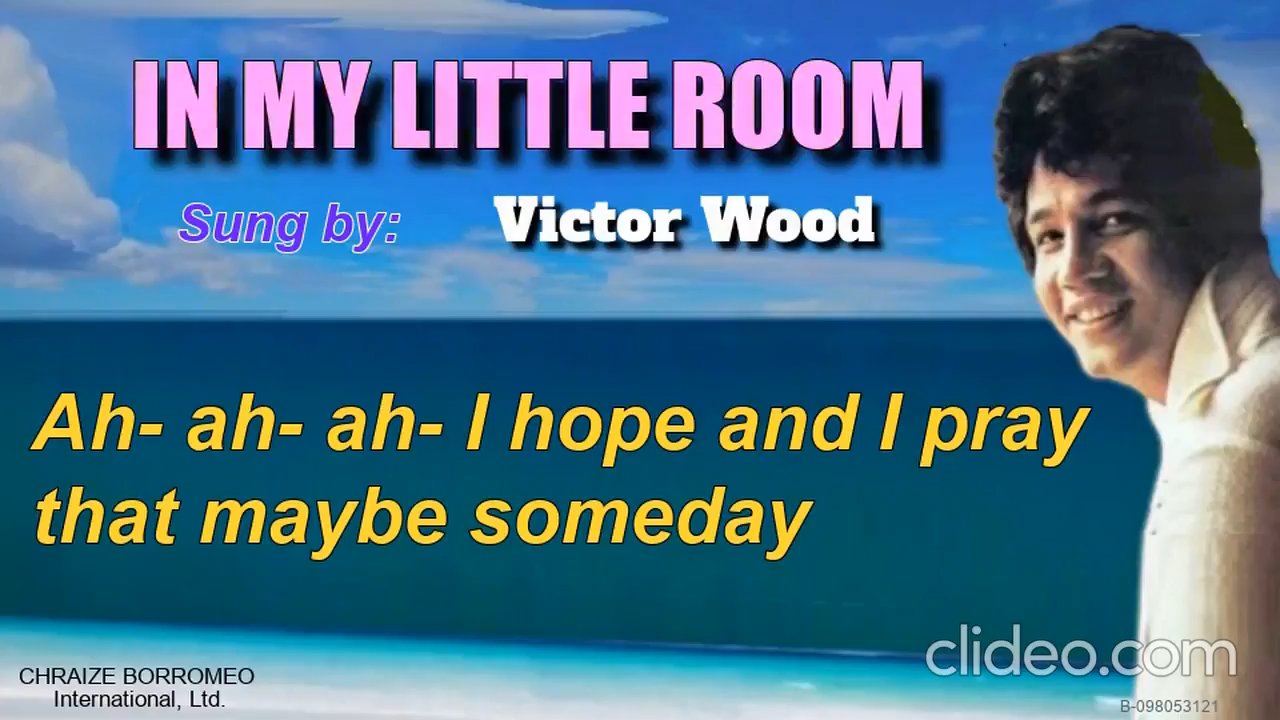 IN MY LITTLE ROOM
Sung by: Victor Wood
Ah- ah- ah- I hope and I pray
that maybe someday
clideo.com
CHRAIZE BORROMEO
International, Ltd.
B-098053121